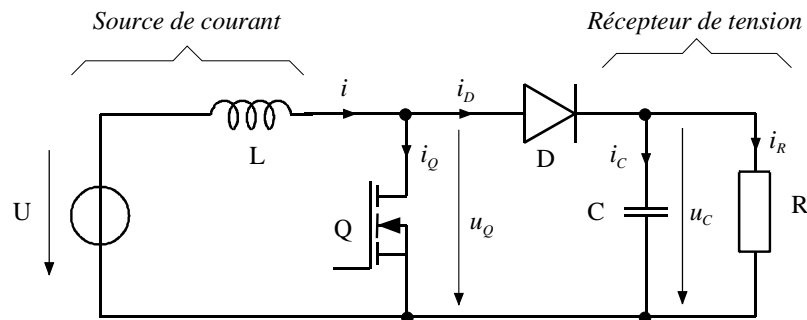 Source de courant
Récepteur de tension
i
i_D
L
D
i_Q
i_C
i_R
U
Q
u_Q
C
u_C
R